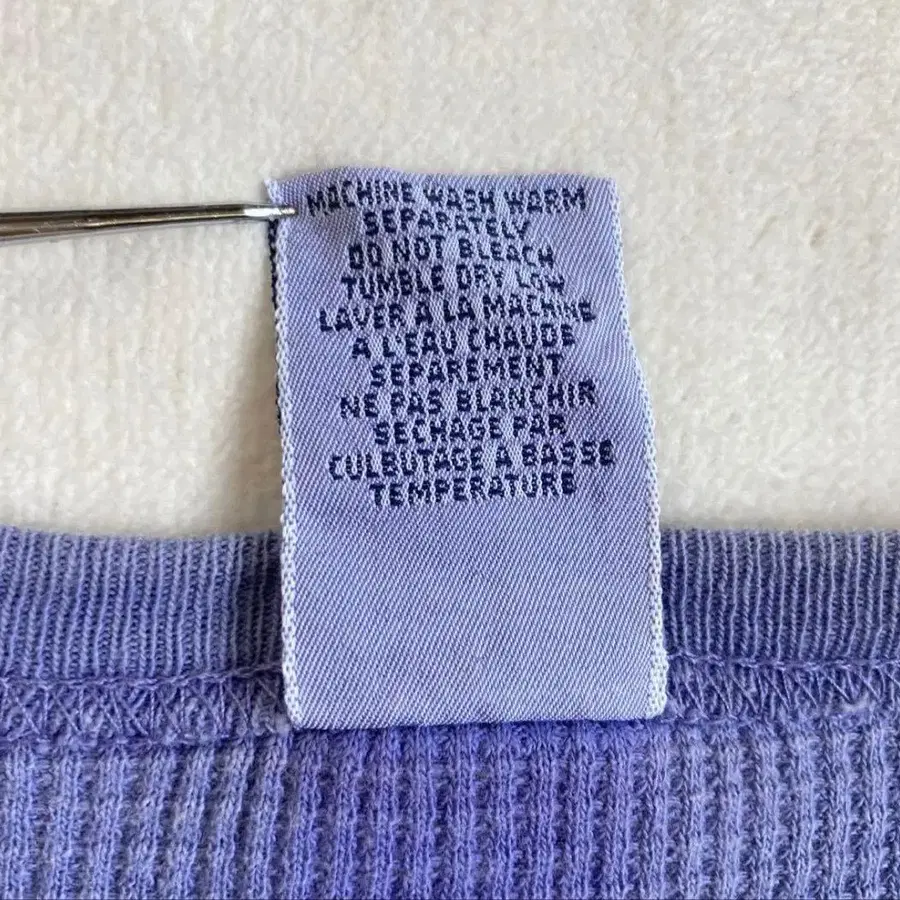 MACHINE WASH WARM
SEPARATELY
DO NOT BLEACH
TUMBLE DRY LOW
LAVER A LA MACHINE
A L'EAU CHAUDE
SEPAREMENT
NE PAS BLANCHIR
SECHAGE PAR
CULBUTAGE A BASSE
TEMPERATURE